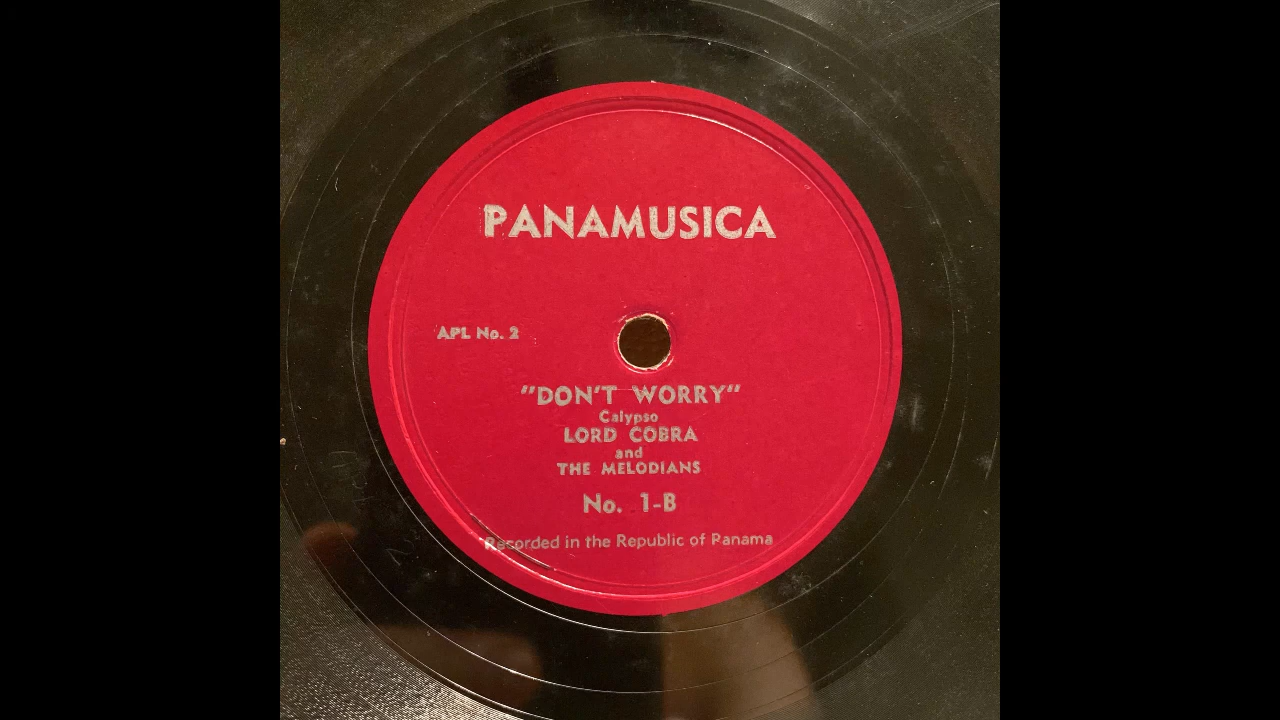 PANAMUSICA
APL No. 2
"DON'T WORRY"
Calypso
LORD COBRA
and
THE MELODIANS
No. 1-B
Recorded in the Republic of Panama